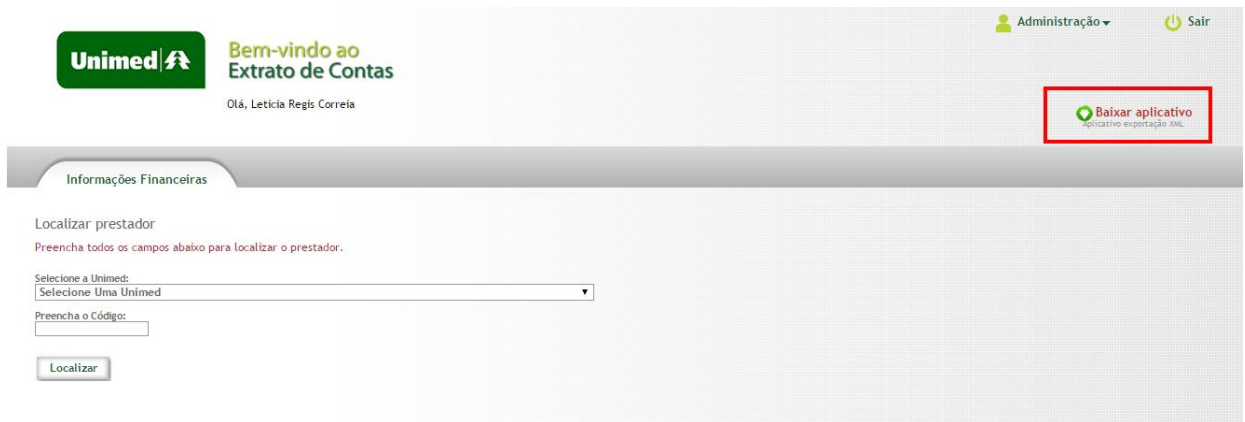 Administração
Sair
Unimed
Bem-vindo ao
Extrato de Contas
Olá, Letícia Regis Correia
Baixar aplicativo
Aplicativo exportação XML
Informações Financeiras
Localizar prestador
Preencha todos os campos abaixo para localizar o prestador.
Selecione a Unimed:
Selecione Uma Unimed
Preencha o Código:
Localizar